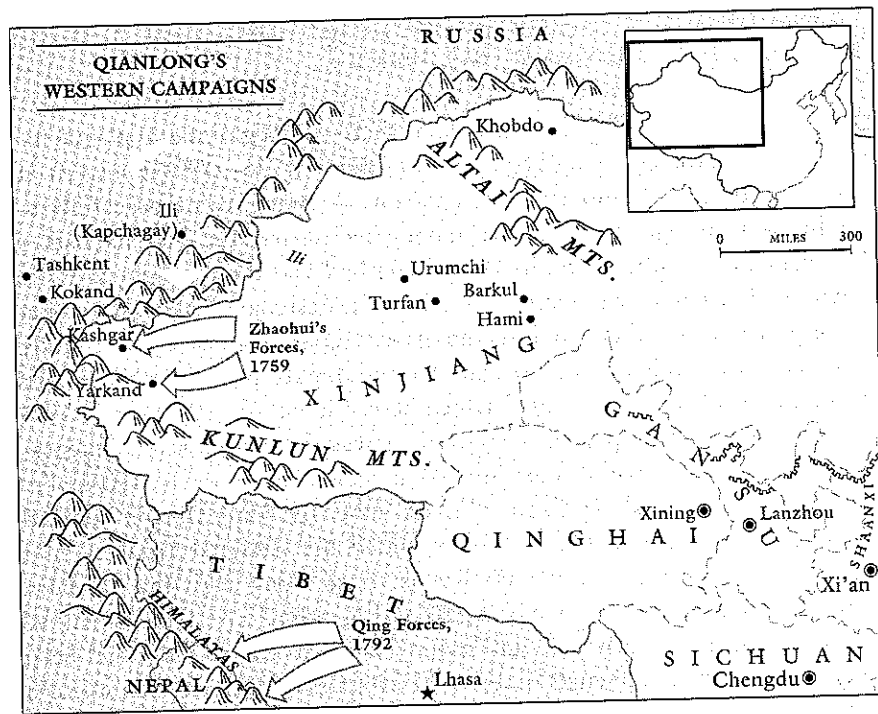 QIANLONG'S
WESTERN CAMPAIGNS
RUSSIA
Khobdo
ALTAI MTS.
0 MILES 300
Ili
(Kapchagay)
Ili
Tashkent
Kokand
Urumchi
Turfan
Barkul
Hami
Kashgar
Zhaohui's
Forces,
1759
Yarkand
XINJIANG
GANSU
KUNLUN MTS.
Xining
Lanzhou
SHAANXI
QINGHAI
Xi'an
TIBET
HIMALAYAS
Qing Forces,
1792
NEPAL
Lhasa
SICHUAN
Chengdu